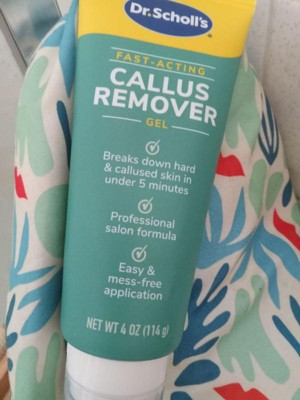 Dr.Scholl's®
FAST-ACTING
CALLUS
REMOVER
GEL
Breaks down hard
& callused skin in
under 5 minutes
Professional
salon formula
Easy &
mess-free
application
NET WT 4 OZ (114 g)